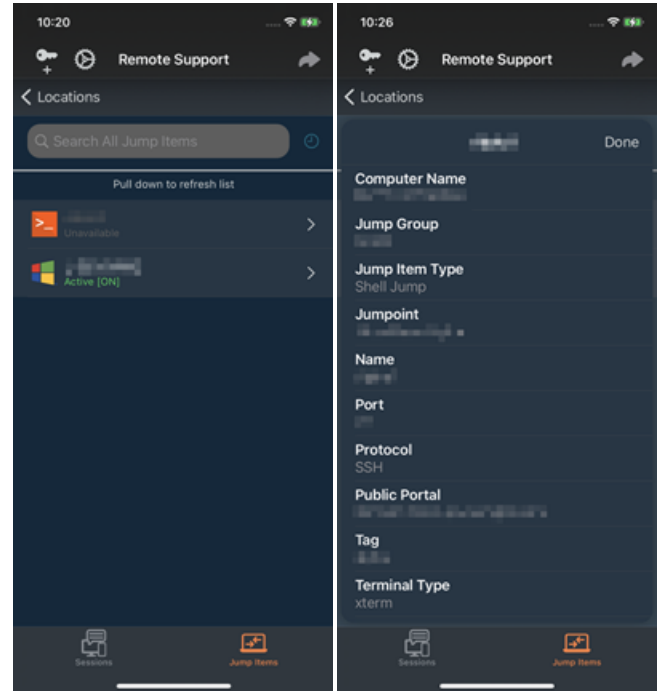 10:20
Remote Support
Locations
Search All Jump Items
Pull down to refresh list
Unavailable
Active [ON]
Sessions
Jump Items
10:26
Remote Support
Locations
Done
Computer Name
Jump Group
Jump Item Type
Shell Jump
Jumpoint
Name
Port
Protocol
SSH
Public Portal
Tag
Terminal Type
xterm
Sessions
Jump Items